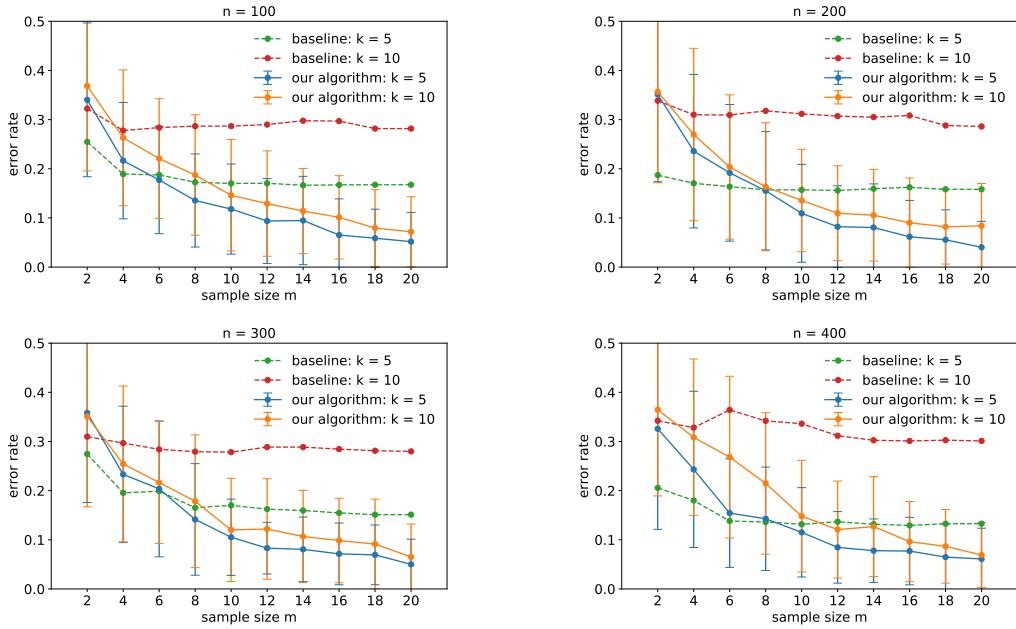 n = 100
0.5
0.4
0.3
0.2
0.1
0.0
error rate
baseline: k = 5
baseline: k = 10
our algorithm: k = 5
our algorithm: k = 10
2 4 6 8 10 12 14 16 18 20
sample size m
n = 200
0.5
0.4
0.3
0.2
0.1
0.0
error rate
baseline: k = 5
baseline: k = 10
our algorithm: k = 5
our algorithm: k = 10
2 4 6 8 10 12 14 16 18 20
sample size m
n = 300
0.5
0.4
0.3
0.2
0.1
0.0
error rate
baseline: k = 5
baseline: k = 10
our algorithm: k = 5
our algorithm: k = 10
2 4 6 8 10 12 14 16 18 20
sample size m
n = 400
0.5
0.4
0.3
0.2
0.1
0.0
error rate
baseline: k = 5
baseline: k = 10
our algorithm: k = 5
our algorithm: k = 10
2 4 6 8 10 12 14 16 18 20
sample size m